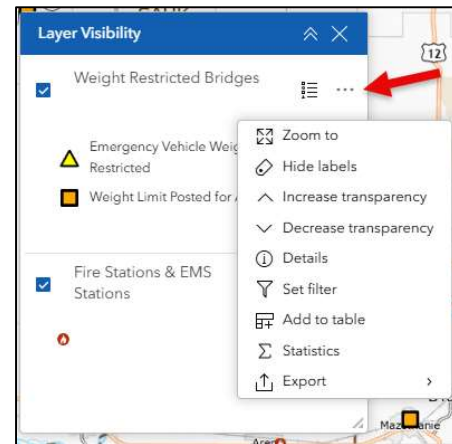 Layer Visibility
12
Weight Restricted Bridges
Emergency Vehicle
Restricted
Weight Limit Posted for
Zoom to
Hide labels
Increase transparency
Decrease transparency
Details
Set filter
Add to table
Statistics
Export
Fire Stations & EMS
Stations